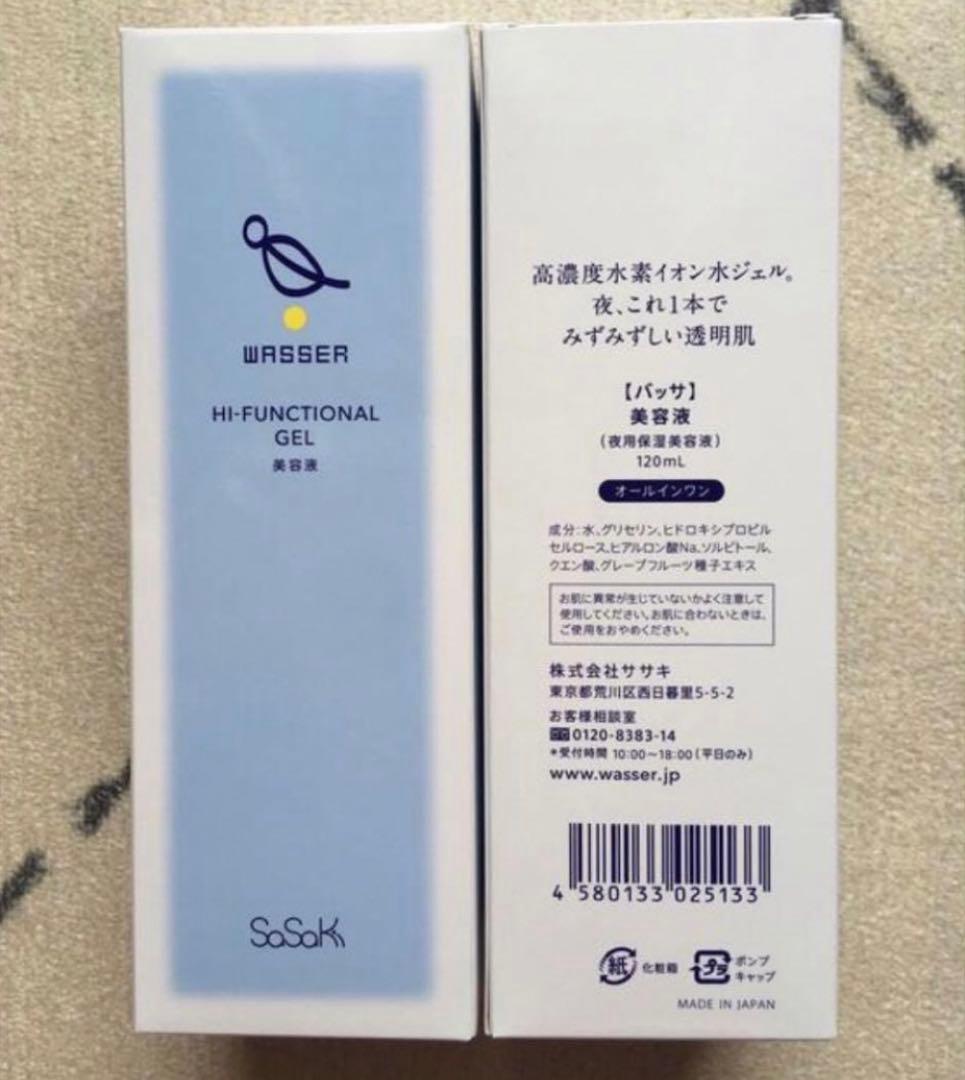 WASSER
HI-FUNCTIONAL
GEL
美容液
SaSaKi
高濃度水素イオン水ジェル。
夜、これ1本で
みずみずしい透明肌
【バッサ】
美容液
（夜用保湿美容液）
120mL
オールインワン
成分：水、グリセリン、ヒドロキシプロピル
セルロース、ヒアルロン酸Na、ソルビトール、
クエン酸、グレープフルーツ種子エキス
お肌に異常が生じていないかよく注意して
使用してください。お肌に合わないときは、
ご使用をおやめください。
株式会社ササキ
東京都荒川区西日暮里5-5-2
お客様相談室
0120-8383-14
*受付時間 10:00〜18:00（平日のみ）
www.wasser.jp
4 580133 025133
紙 化粧箱 プラ ポンプ
キャップ
MADE IN JAPAN